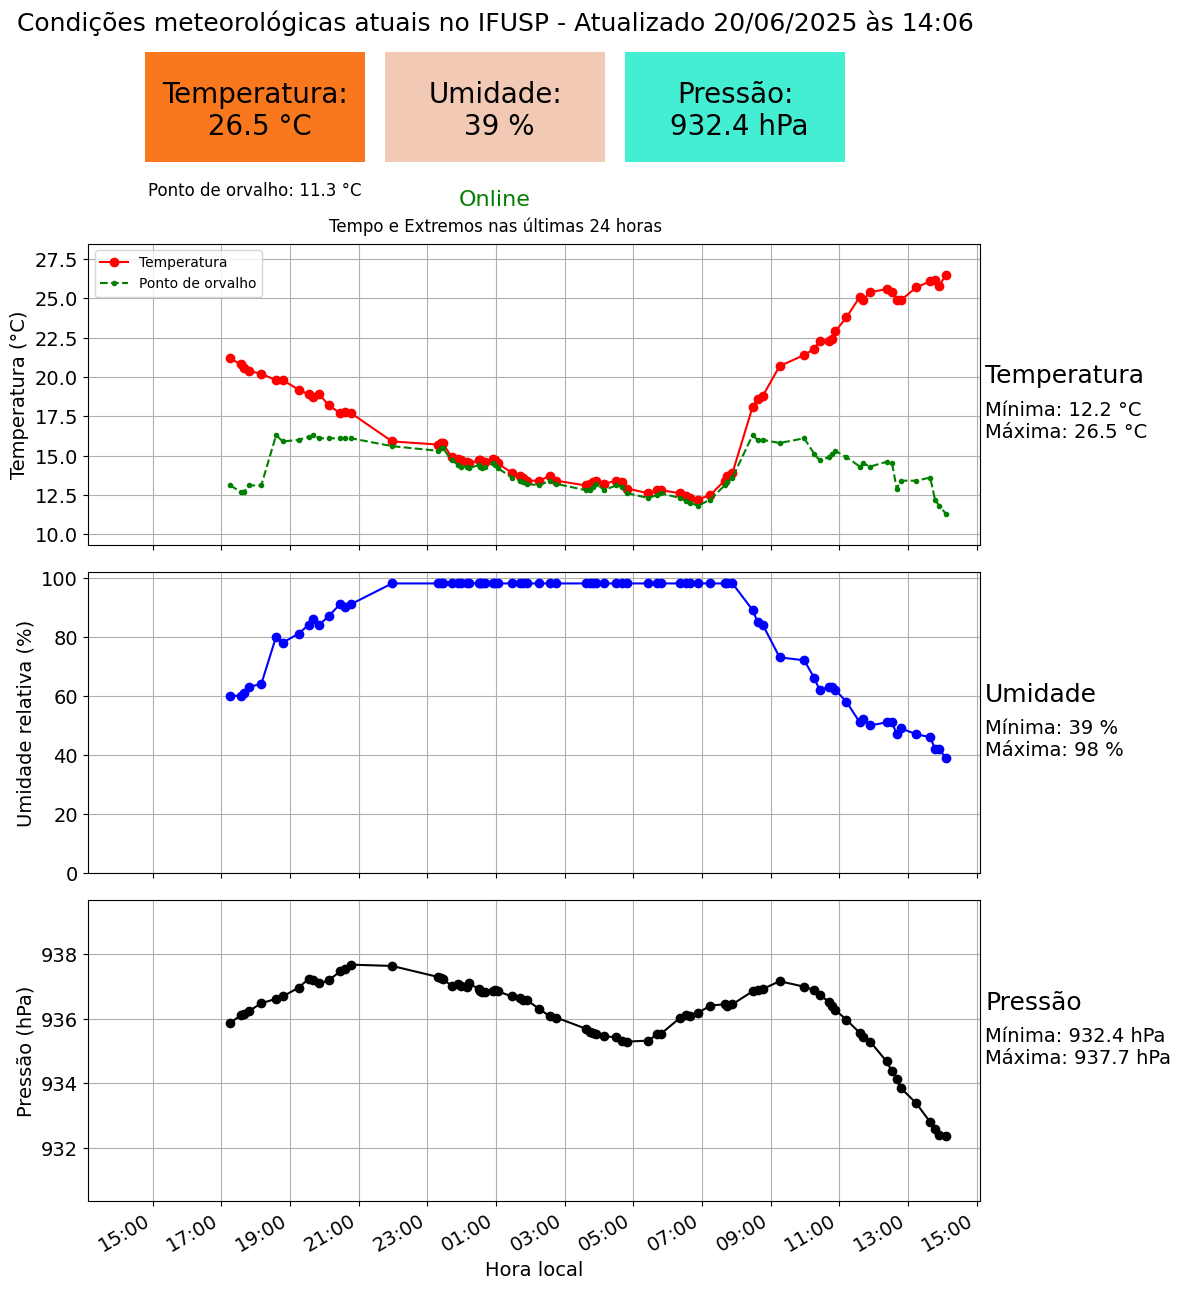 Condições meteorológicas atuais no IFUSP - Atualizado 20/06/2025 às 14:06
Temperatura:
26.5 °C
Umidade:
39 %
Pressão:
932.4 hPa
Ponto de orvalho: 11.3 °C
Online
Tempo e Extremos nas últimas 24 horas
Temperatura
Ponto de orvalho
Temperatura (°C)
27.5
25.0
22.5
20.0
17.5
15.0
12.5
10.0
Temperatura
Mínima: 12.2 °C
Máxima: 26.5 °C
Umidade relativa (%)
100
80
60
40
20
0
Umidade
Mínima: 39 %
Máxima: 98 %
Pressão (hPa)
938
936
934
932
Pressão
Mínima: 932.4 hPa
Máxima: 937.7 hPa
15:00
17:00
19:00
21:00
23:00
01:00
03:00
05:00
07:00
09:00
11:00
13:00
15:00
Hora local